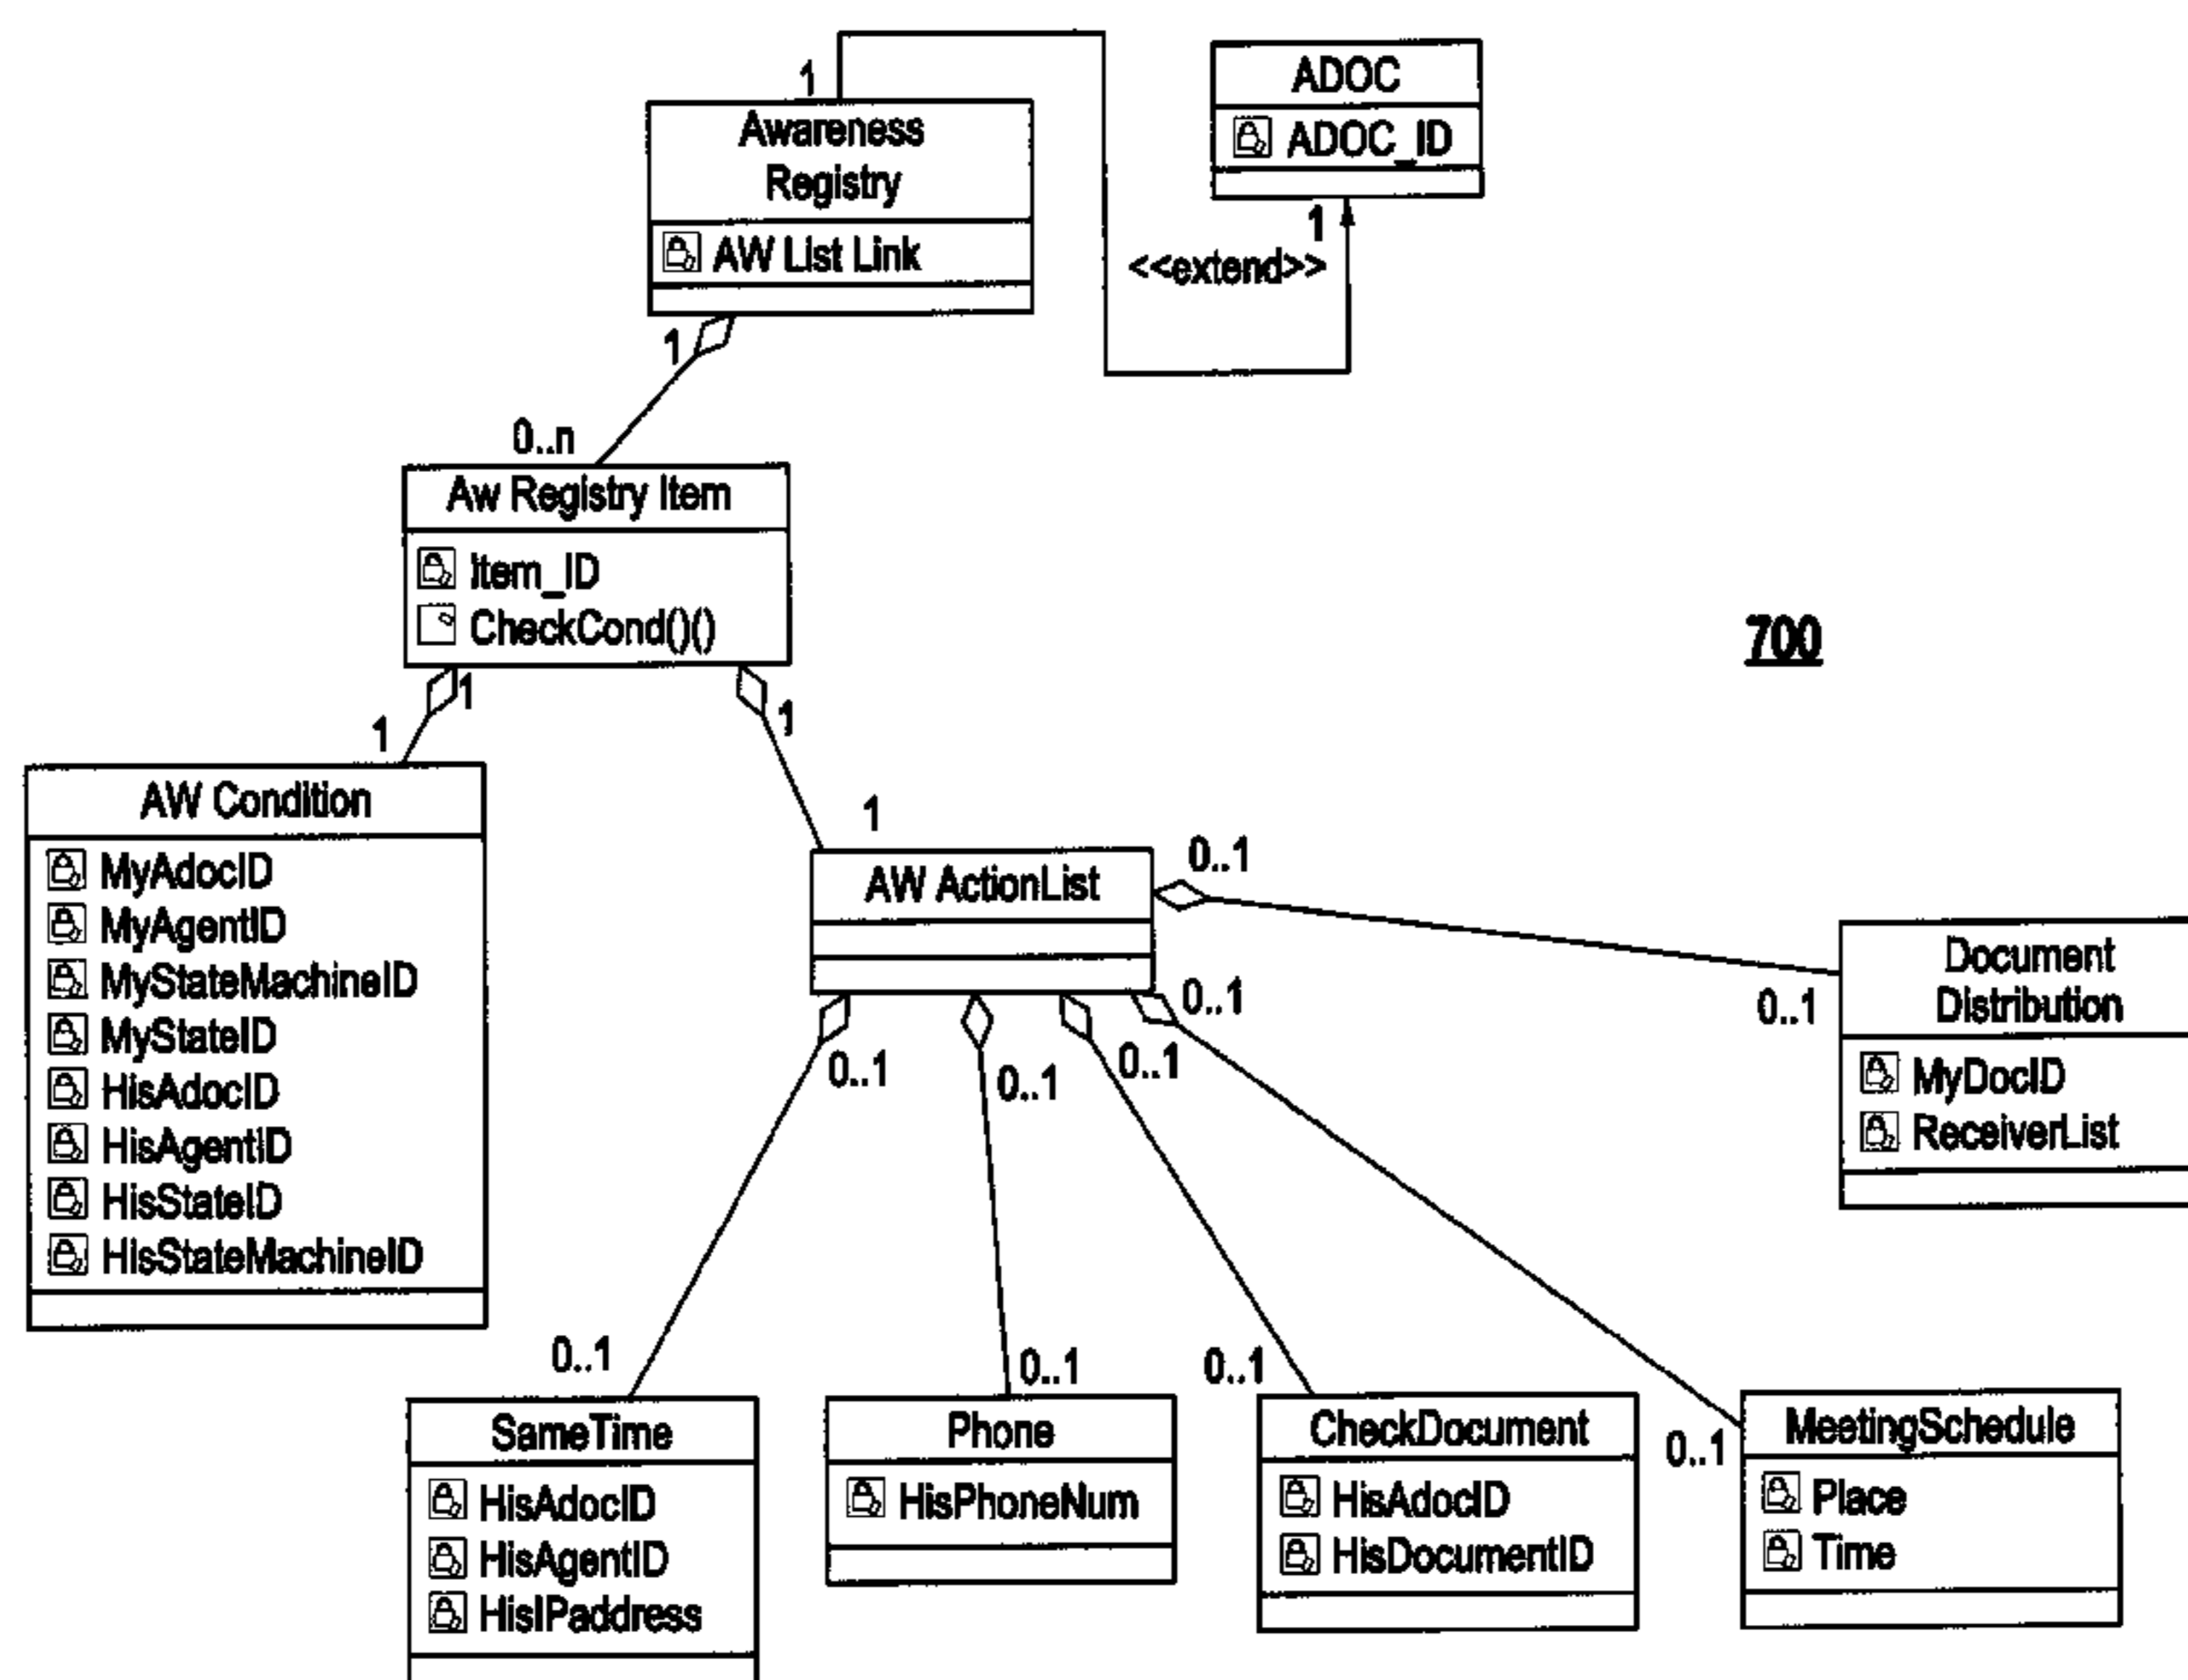 1
Awareness
Registry
AW List Link
ADOC
ADOC_ID
1
<<extend>>
1
0..n
Aw Registry Item
Item_ID
CheckCond()()
700
1
1
1
1
AW Condition
MyAdocID
MyAgentID
MyStateMachineID
MyStateID
HisAdocID
HisAgentID
HisStateID
HisStateMachineID
AW ActionList
0..1
0..1
Document
Distribution
MyDocID
ReceiverList
0..1
0..1
0..1
0..1
0..1
0..1
0..1
0..1
SameTime
HisAdocID
HisAgentID
HisIPaddress
Phone
HisPhoneNum
CheckDocument
HisAdocID
HisDocumentID
MeetingSchedule
Place
Time